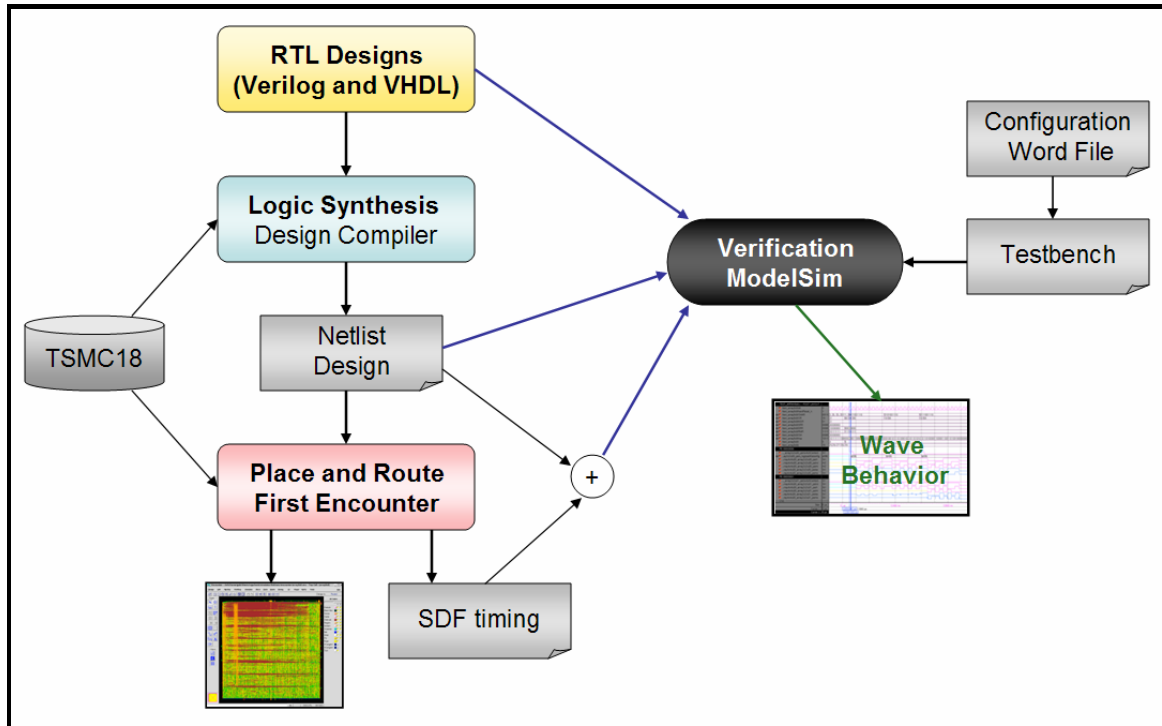 RTL Designs
(Verilog and VHDL)
Configuration
Word File
Logic Synthesis
Design Compiler
Verification
ModelSim
Testbench
TSMC18
Netlist
Design
Place and Route
First Encounter
+
Wave
Behavior
SDF timing